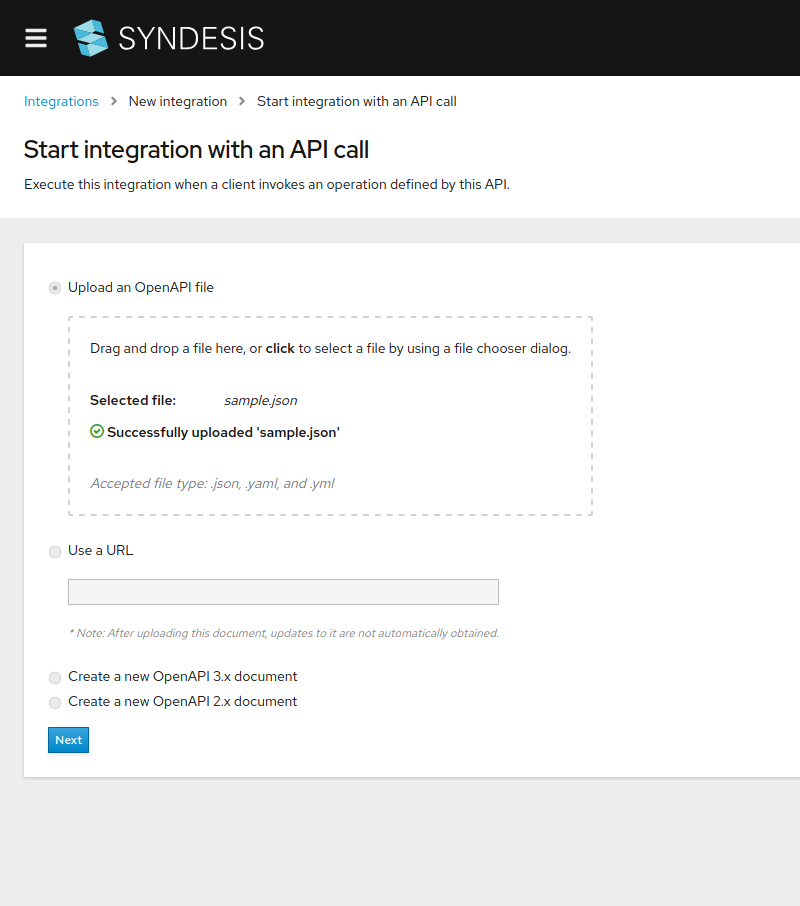 SYNDESIS
Integrations > New integration > Start integration with an API call
Start integration with an API call
Execute this integration when a client invokes an operation defined by this API.
Upload an OpenAPI file
Drag and drop a file here, or click to select a file by using a file chooser dialog.
Selected file: sample.json
Successfully uploaded 'sample.json'
Accepted file type: .json, .yaml, and .yml
Use a URL
* Note: After uploading this document, updates to it are not automatically obtained.
Create a new OpenAPI 3.x document
Create a new OpenAPI 2.x document
Next